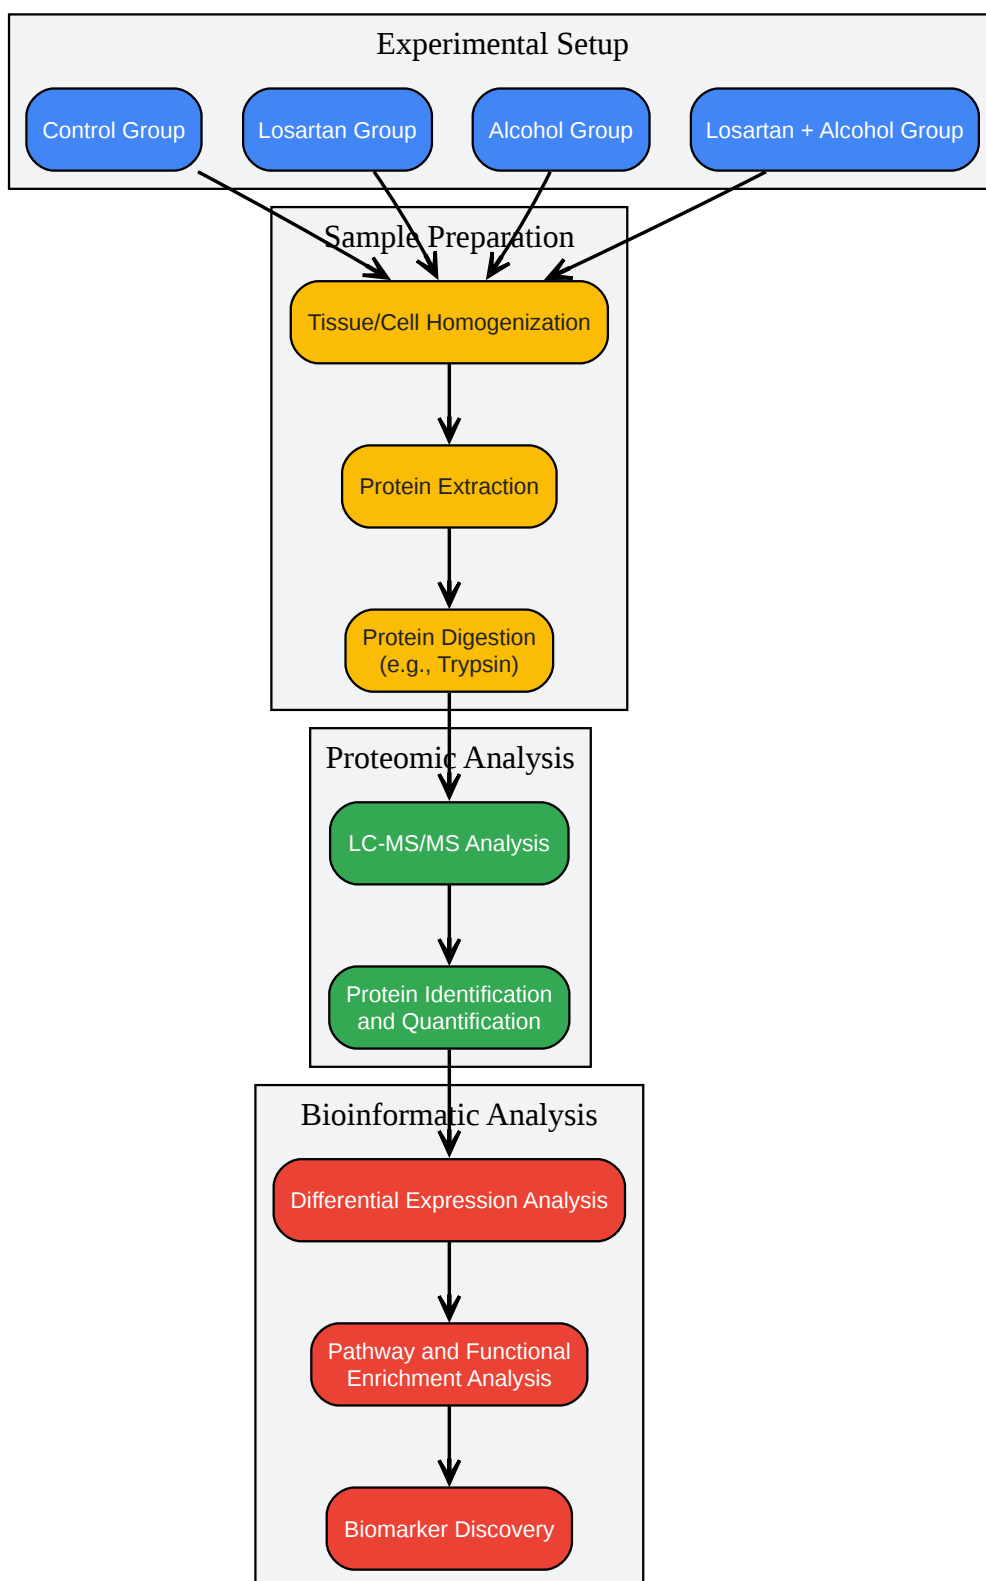 Experimental Setup
Control Group
Losartan Group
Alcohol Group
Losartan + Alcohol Group
Sample Preparation
Tissue/Cell Homogenization
Protein Extraction
Protein Digestion
(e.g., Trypsin)
Proteomic Analysis
LC-MS/MS Analysis
Protein Identification
and Quantification
Bioinformatic Analysis
Differential Expression Analysis
Pathway and Functional
Enrichment Analysis
Biomarker Discovery